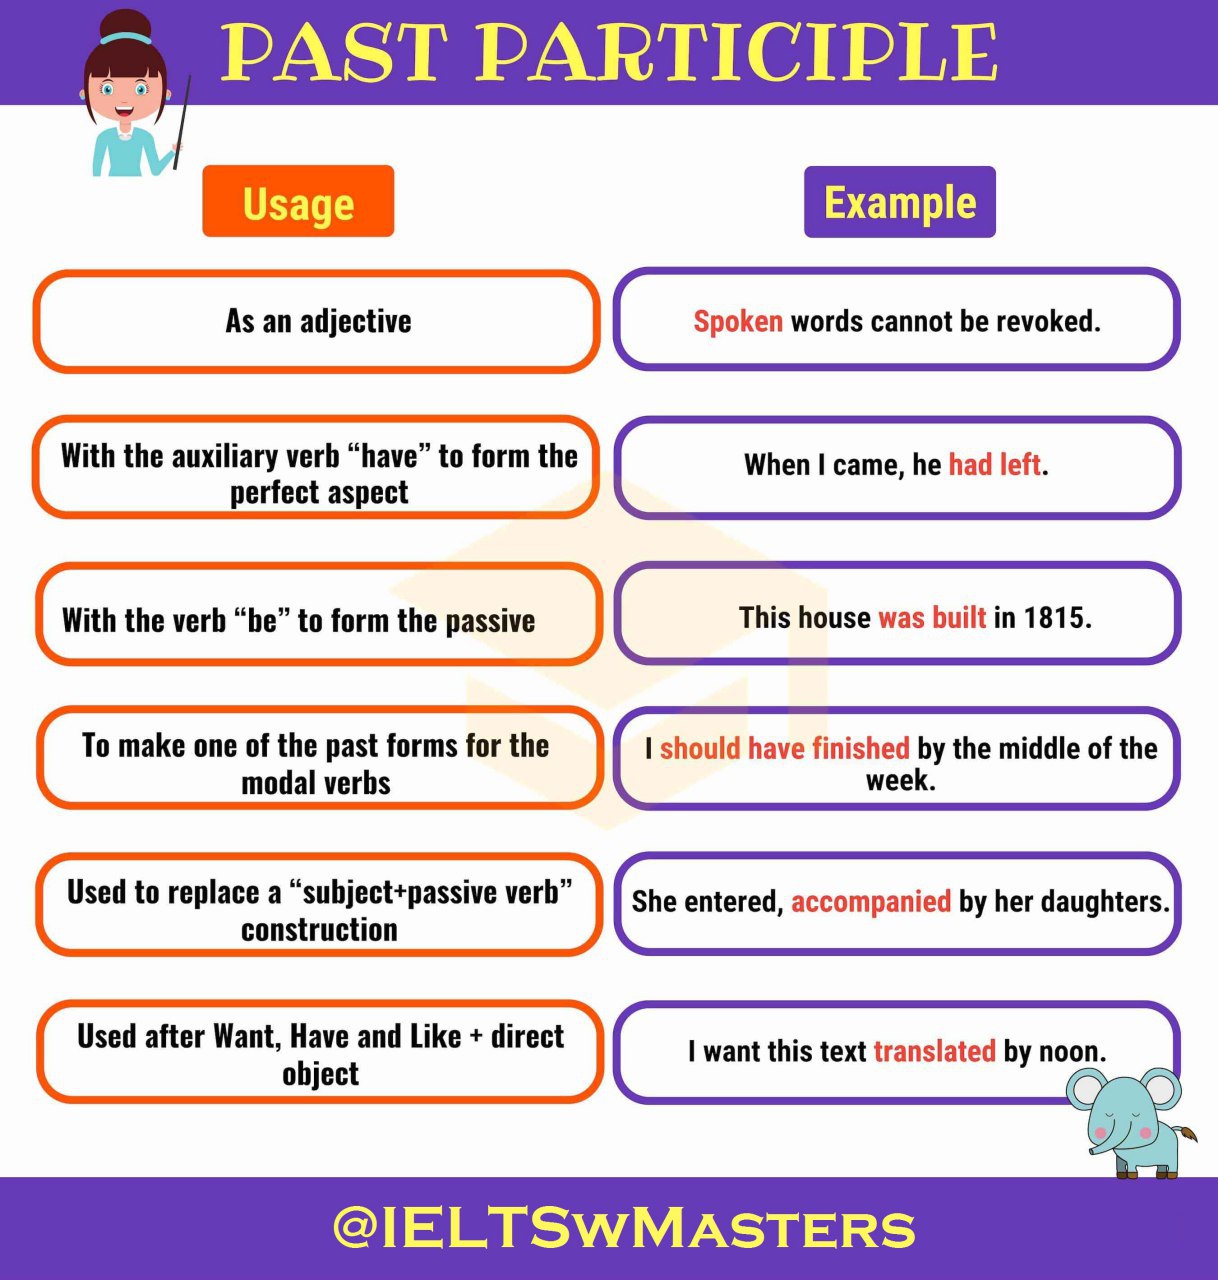 PAST PARTICIPLE
Usage
Example
As an adjective
Spoken words cannot be revoked.
With the auxiliary verb “have” to form the
perfect aspect
When I came, he had left.
With the verb “be” to form the passive
This house was built in 1815.
To make one of the past forms for the
modal verbs
I should have finished by the middle of the
week.
Used to replace a “subject+passive verb”
construction
She entered, accompanied by her daughters.
Used after Want, Have and Like + direct
object
I want this text translated by noon.
@IELTSwMasters